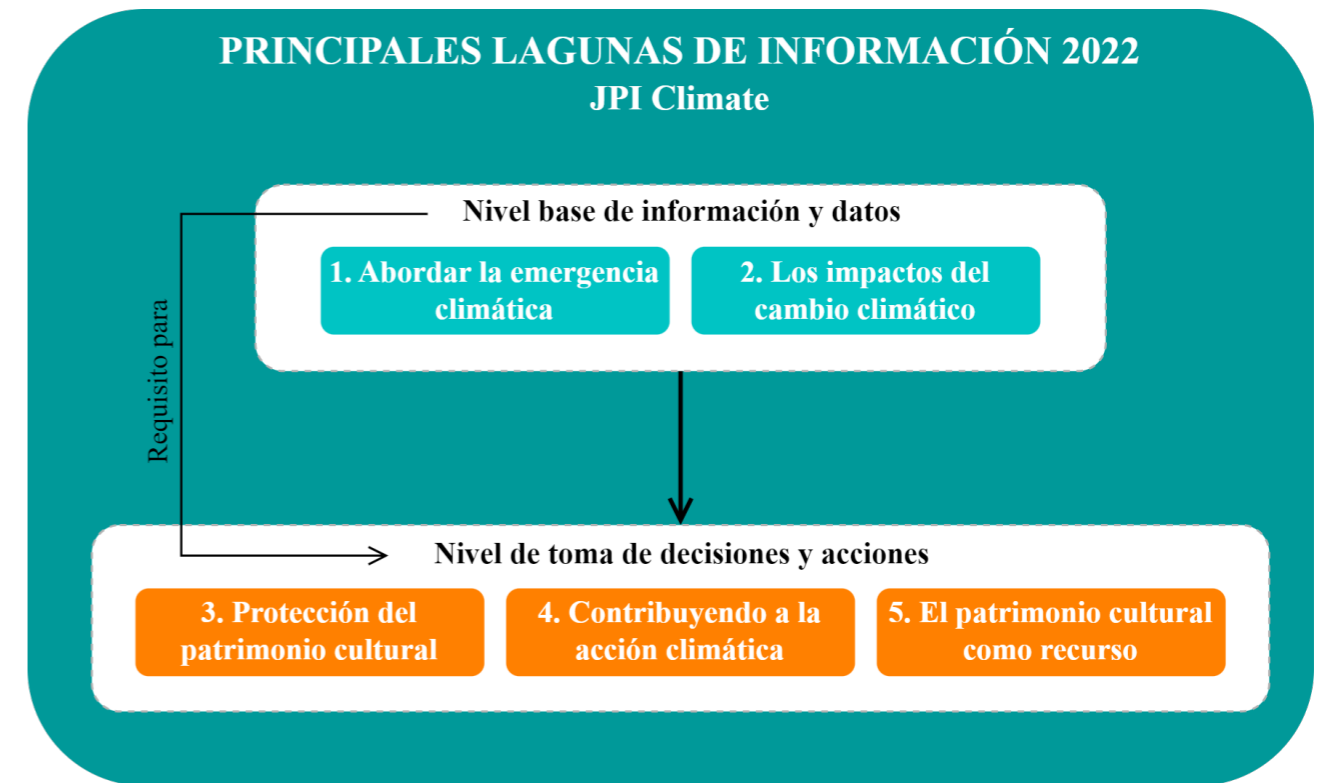 PRINCIPALES LAGUNAS DE INFORMACIÓN 2022
JPI Climate
Nivel base de información y datos
1. Abordar la emergencia
climática
2. Los impactos del
cambio climático
Requisito para
Nivel de toma de decisiones y acciones
3. Protección del
patrimonio cultural
4. Contribuyendo a la
acción climática
5. El patrimonio cultural
como recurso